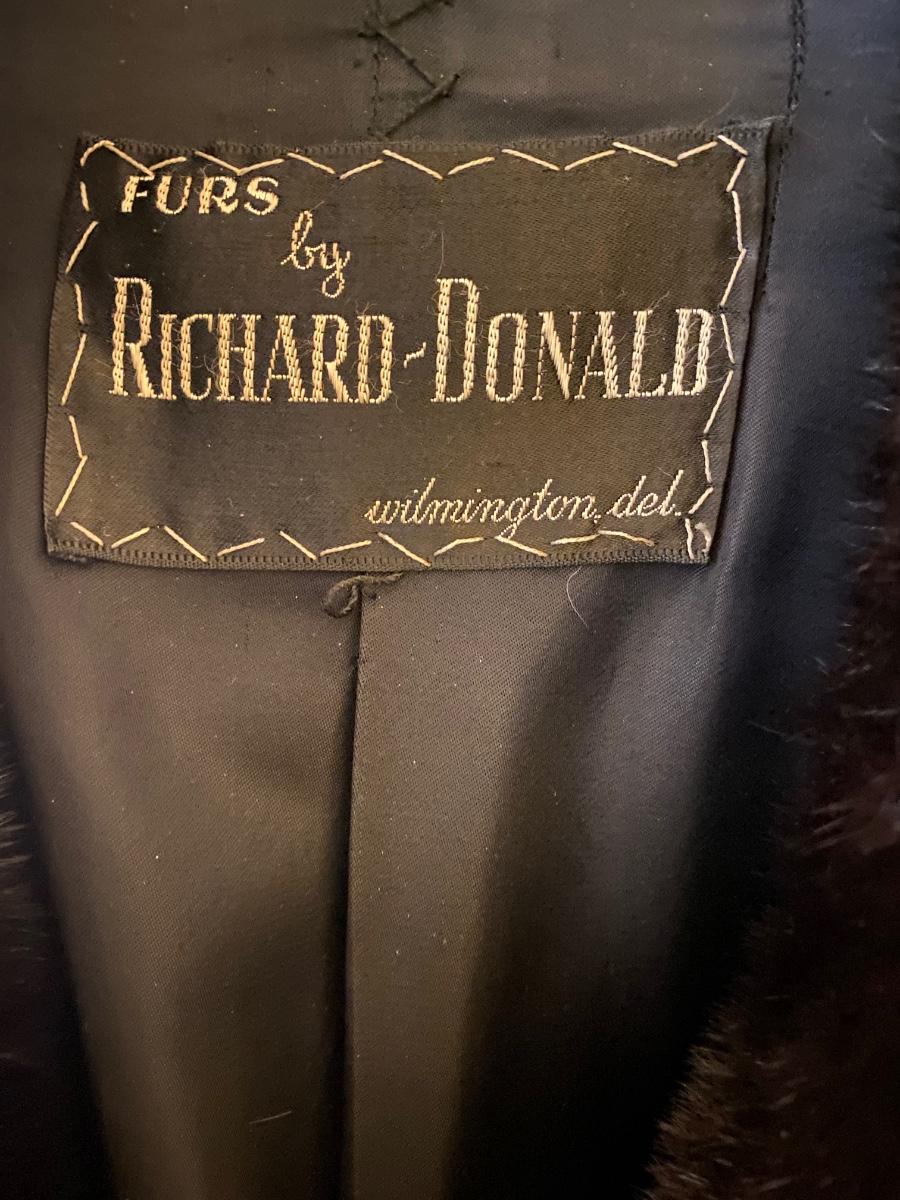 FURS
by
RICHARD-DONALD
wilmington, del.